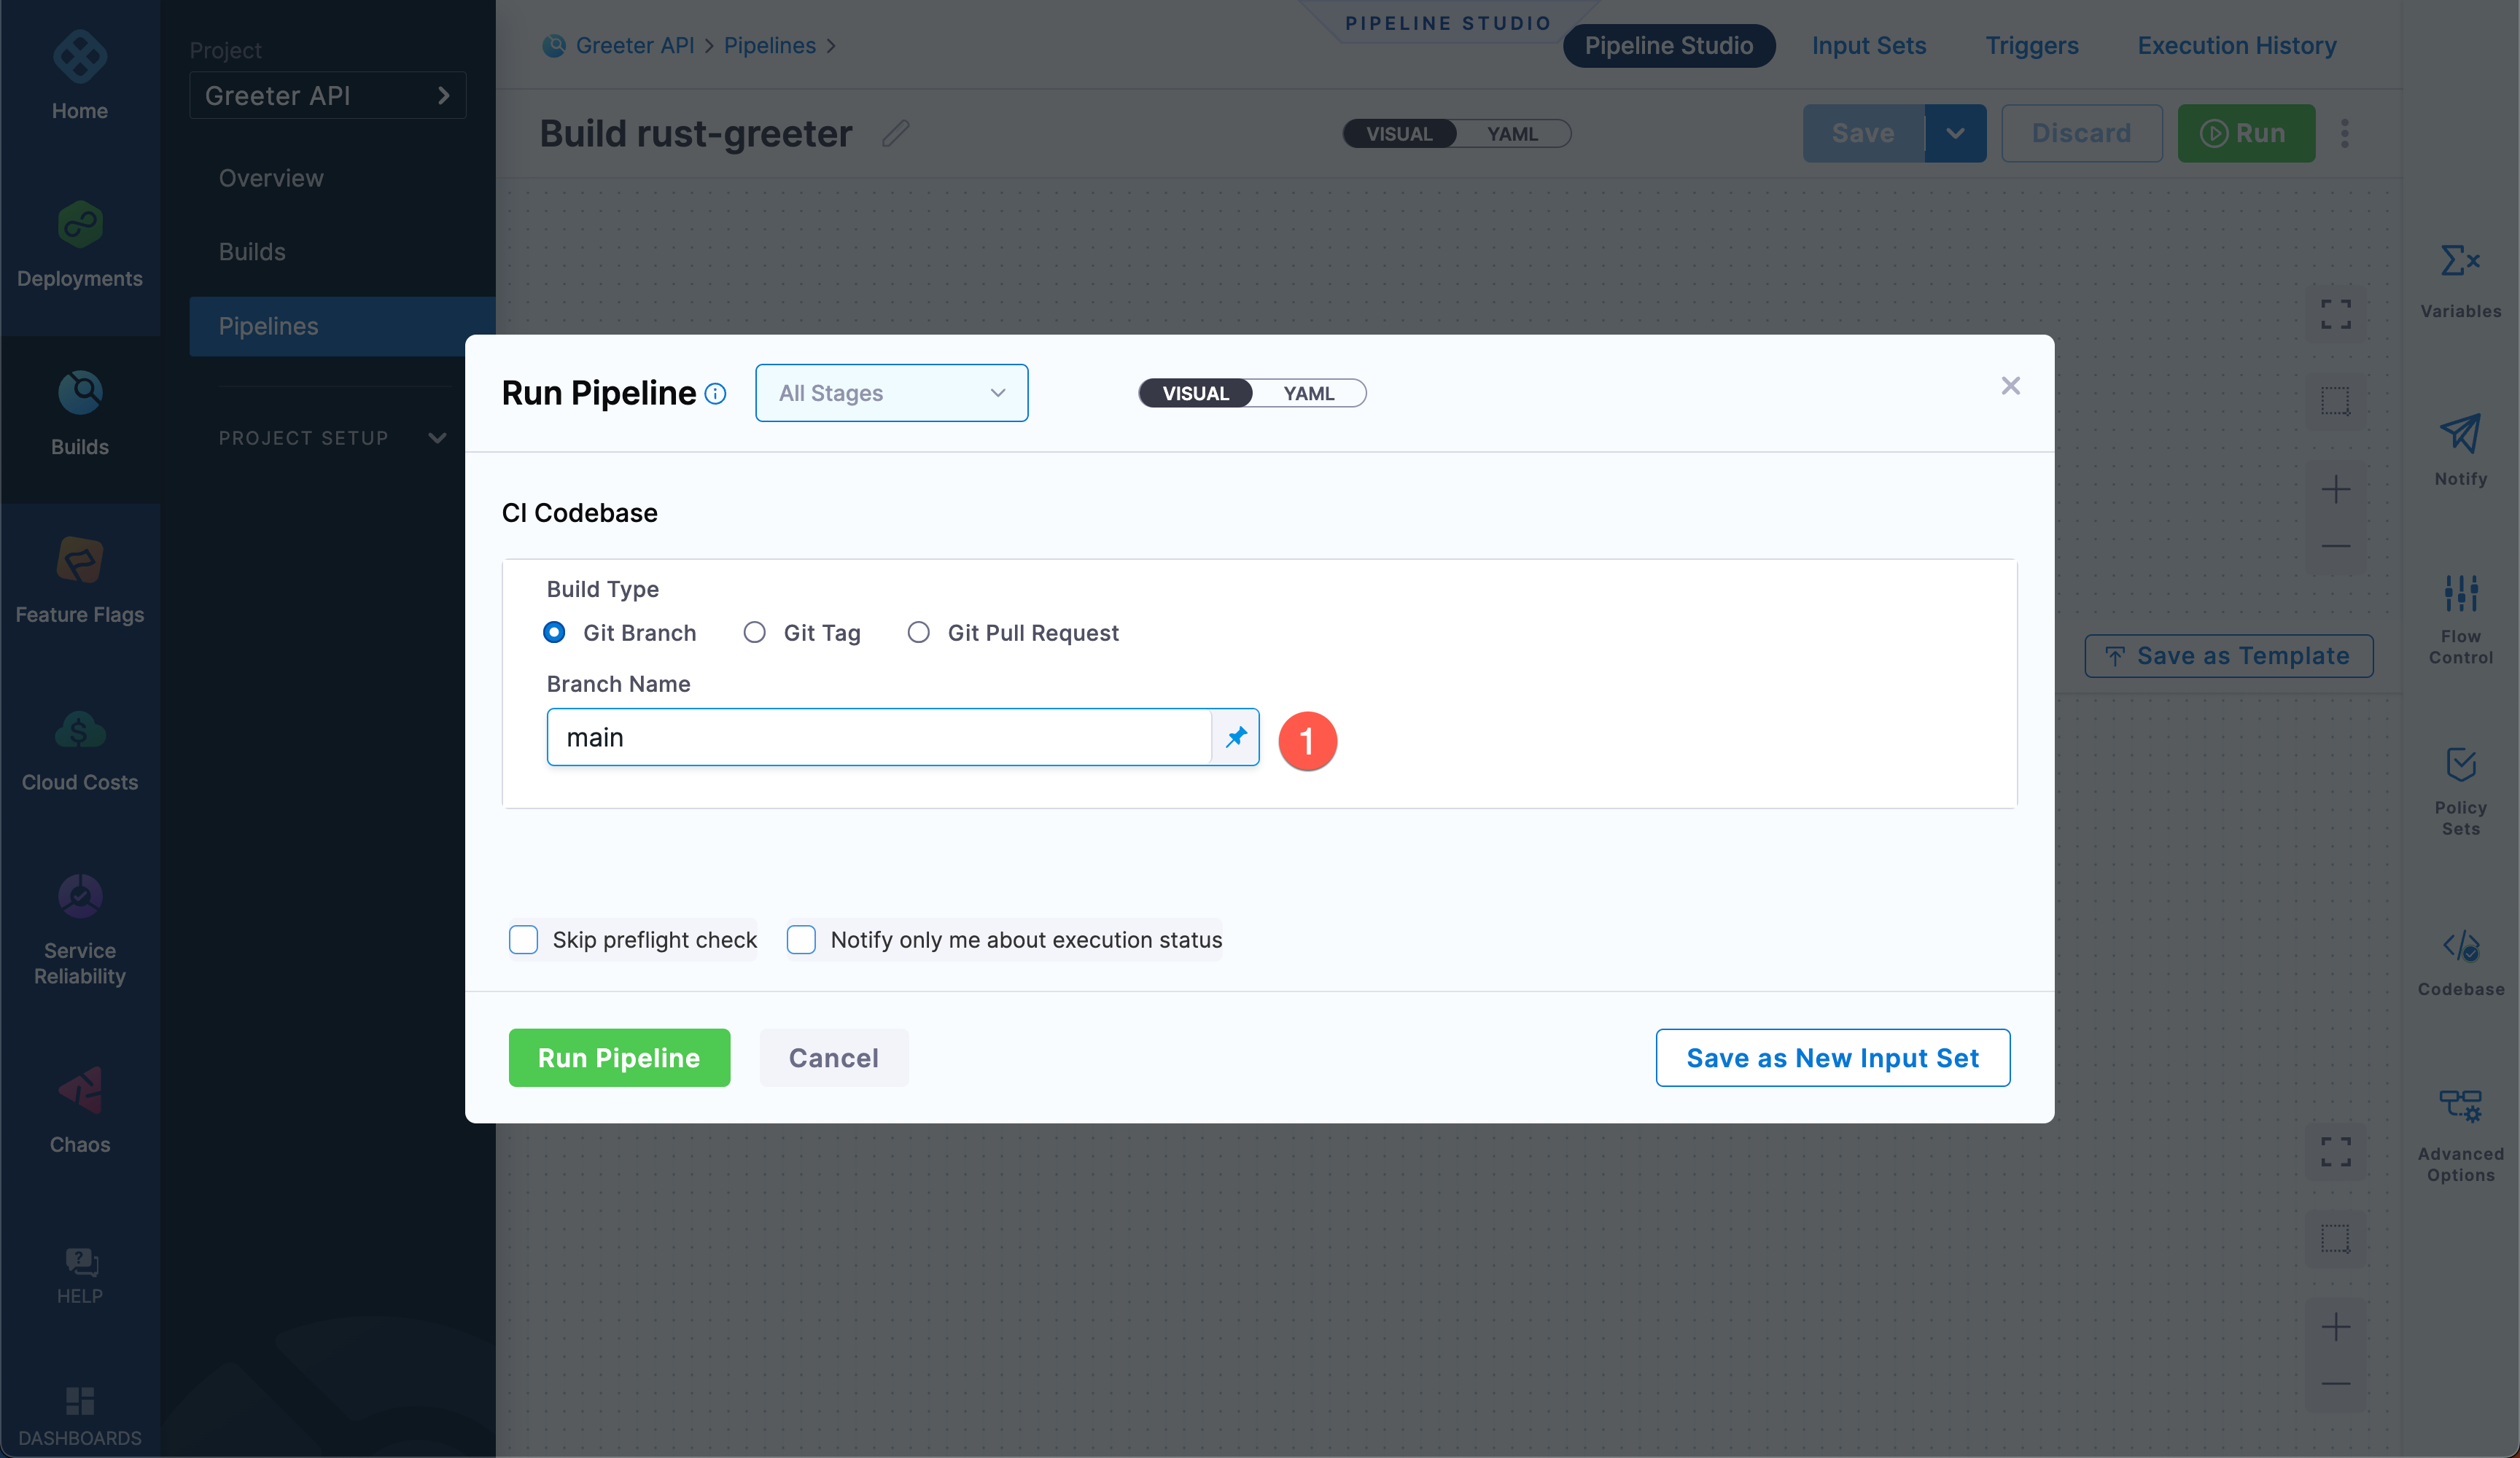 Home
Deployments
Builds
Feature Flags
Cloud Costs
Service
Reliability
Chaos
HELP
DASHBOARDS
Project
Greeter API
Overview
Builds
Pipelines
PROJECT SETUP
PIPELINE STUDIO
Greeter API > Pipelines >
Pipeline Studio
Input Sets
Triggers
Execution History
Build rust-greeter
VISUAL
YAML
Save
Discard
Run
Run Pipeline
All Stages
VISUAL
YAML
CI Codebase
Build Type
Git Branch
Git Tag
Git Pull Request
Branch Name
main
1
Skip preflight check
Notify only me about execution status
Run Pipeline
Cancel
Save as New Input Set
Save as Template
Variables
Notify
Flow
Control
Policy
Sets
Codebase
Advanced
Options